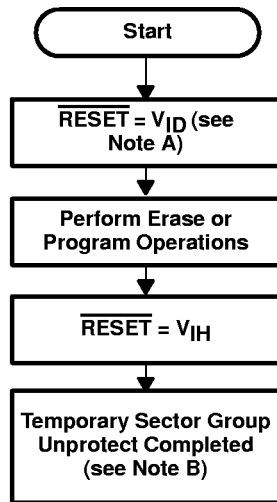 Start
RESET = VID (see
Note A)
Perform Erase or
Program Operations
RESET = VIH
Temporary Sector Group
Unprotect Completed
(see Note B)